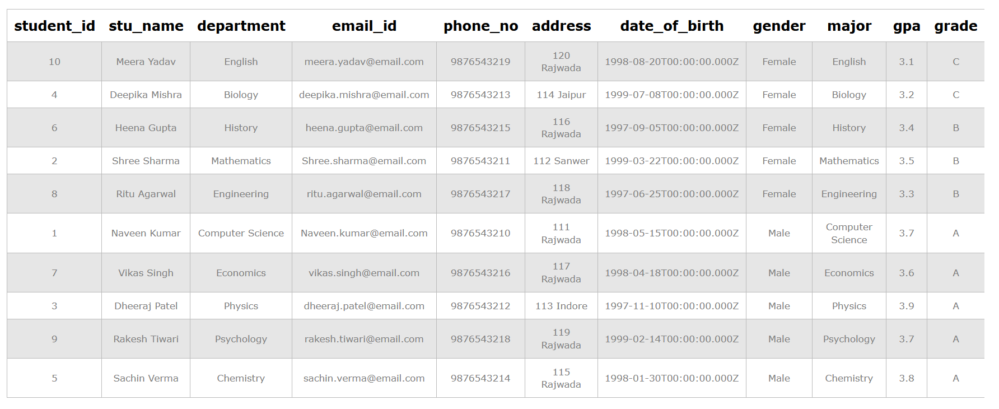 student_id stu_name department email_id phone_no address date_of_birth gender major gpa grade
10 Meera Yadav English meera.yadav@email.com 9876543219 120 Rajwada 1998-08-20T00:00:00.000Z Female English 3.1 C
4 Deepika Mishra Biology deepika.mishra@email.com 9876543213 114 Jaipur 1999-07-08T00:00:00.000Z Female Biology 3.2 C
6 Heena Gupta History heena.gupta@email.com 9876543215 116 Rajwada 1997-09-05T00:00:00.000Z Female History 3.4 B
2 Shree Sharma Mathematics Shree.sharma@email.com 9876543211 112 Sanwer 1999-03-22T00:00:00.000Z Female Mathematics 3.5 B
8 Ritu Agarwal Engineering ritu.agarwal@email.com 9876543217 118 Rajwada 1997-06-25T00:00:00.000Z Female Engineering 3.3 B
1 Naveen Kumar Computer Science Naveen.kumar@email.com 9876543210 111 Rajwada 1998-05-15T00:00:00.000Z Male Computer Science 3.7 A
7 Vikas Singh Economics vikas.singh@email.com 9876543216 117 Rajwada 1998-04-18T00:00:00.000Z Male Economics 3.6 A
3 Dheeraj Patel Physics dheeraj.patel@email.com 9876543212 113 Indore 1997-11-10T00:00:00.000Z Male Physics 3.9 A
9 Rakesh Tiwari Psychology rakesh.tiwari@email.com 9876543218 119 Rajwada 1999-02-14T00:00:00.000Z Male Psychology 3.7 A
5 Sachin Verma Chemistry sachin.verma@email.com 9876543214 115 Rajwada 1998-01-30T00:00:00.000Z Male Chemistry 3.8 A